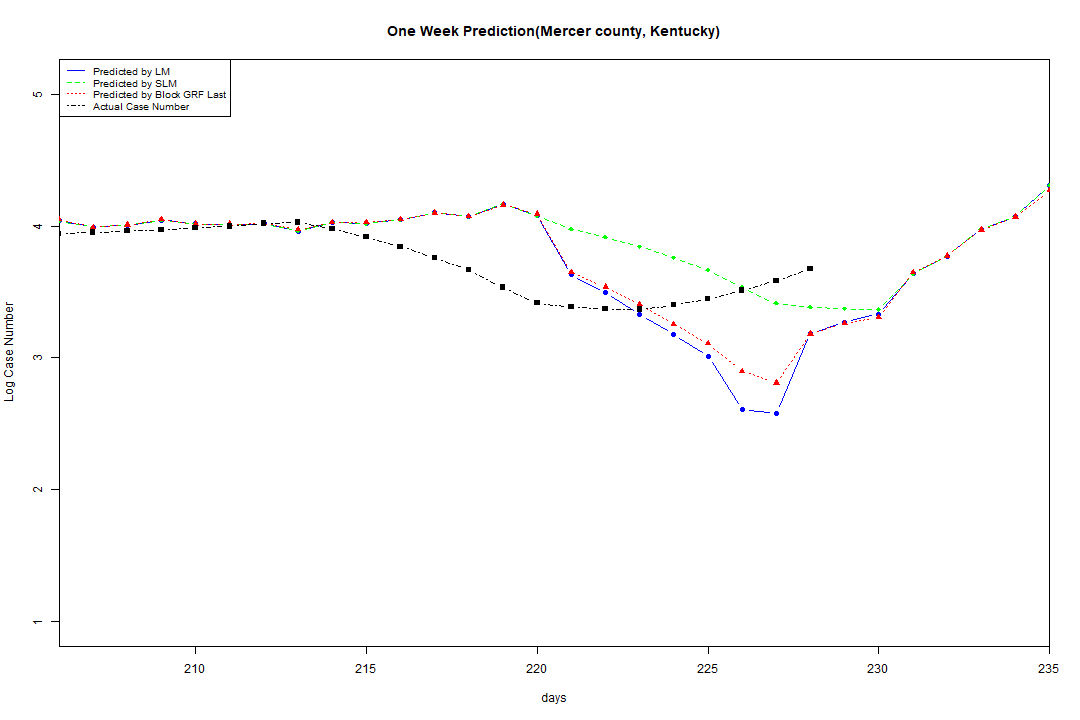 One Week Prediction(Mercer county, Kentucky)
Predicted by LM
Predicted by SLM
Predicted by Block GRF Last
Actual Case Number
5
4
3
2
1
Log Case Number
210 215 220 225 230 235
days